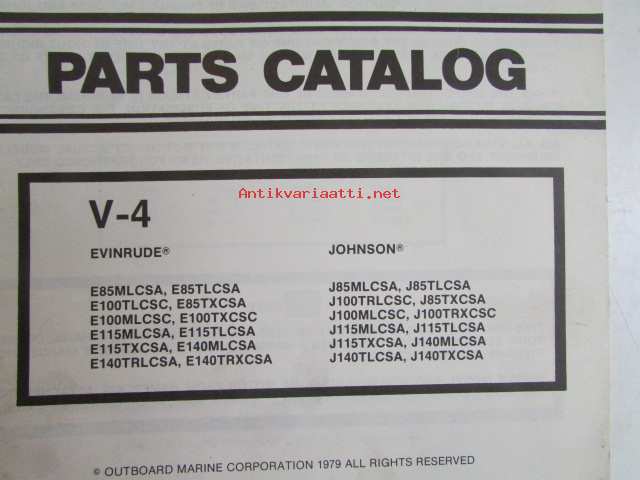 PARTS CATALOG
Antikvariaatti.net
V-4
EVINRUDE® JOHNSON®
E85MLCSA, E85TLCSA J85MLCSA, J85TLCSA
E100TLCSC, E85TXCSA J100TRLCSC, J85TXCSA
E100MLCSC, E100TXCSC J100MLCSC, J100TRXCSC
E115MLCSA, E115TLCSA J115MLCSA, J115TLCSA
E115TXCSA, E140MLCSA J115TXCSA, J140MLCSA
E140TRLCSA, E140TRXCSA J140TLCSA, J140TXCSA
© OUTBOARD MARINE CORPORATION 1979 ALL RIGHTS RESERVED